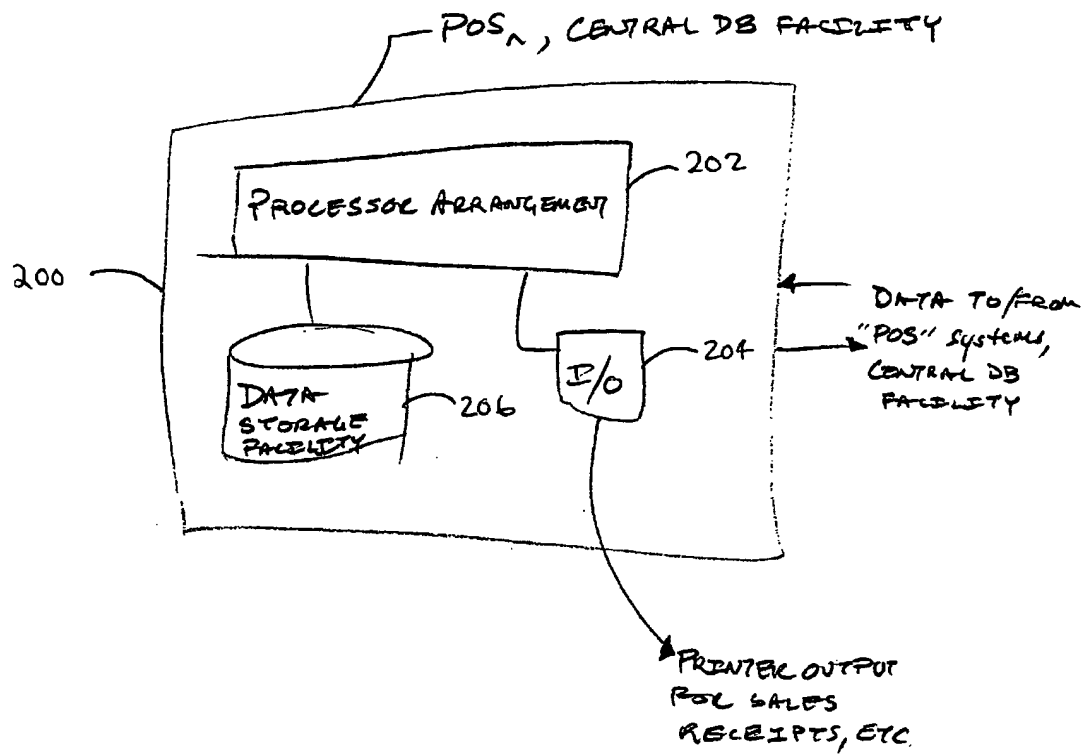 POSn, CENTRAL DB FACILITY
202
PROCESSOR ARRANGEMENT
200
DATA TO/FROM
"POS" systems,
CENTRAL DB
FACILITY
204
I/O
DATA
STORAGE
FACILITY
206
PRINTER OUTPUT
FOR SALES
RECEIPTS, ETC.